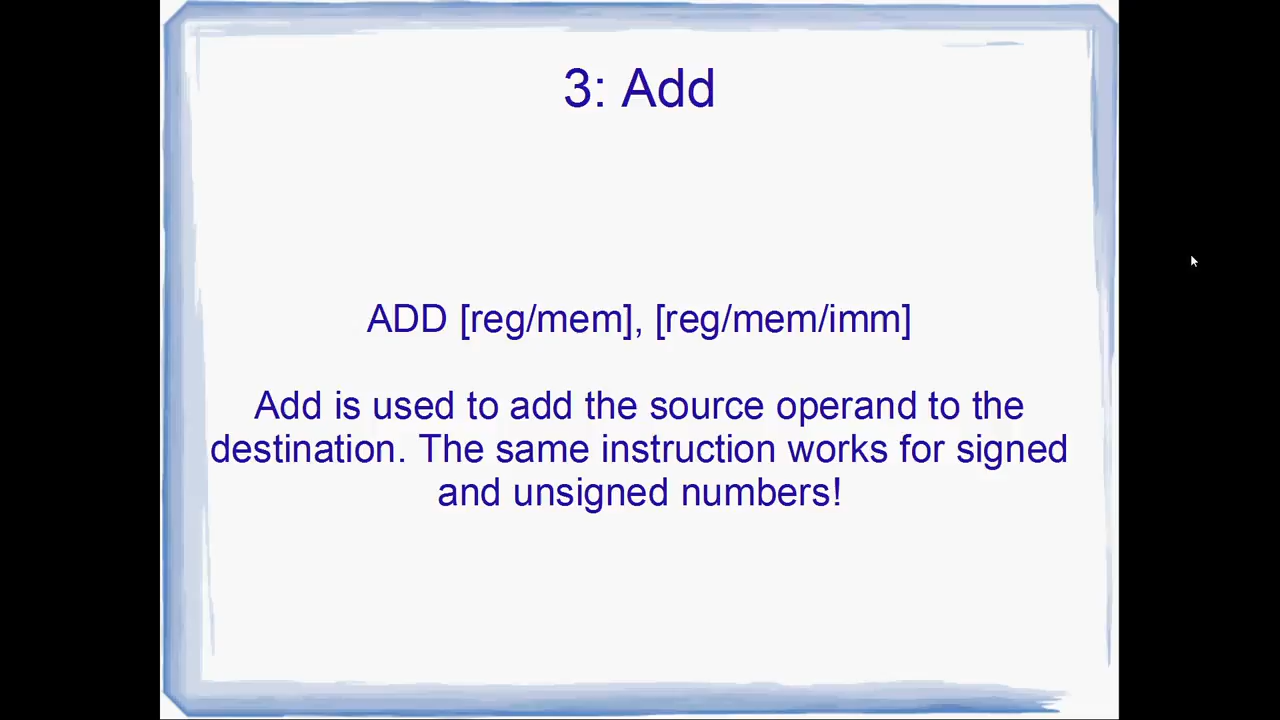 3: Add
ADD [reg/mem], [reg/mem/imm]
Add is used to add the source operand to the
destination. The same instruction works for signed
and unsigned numbers!